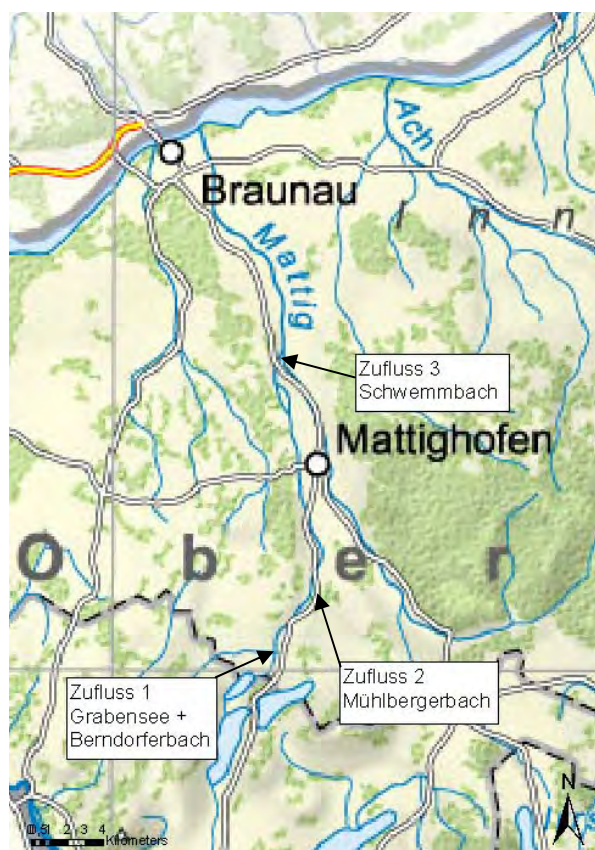 Ach
Braunau
I n n
Mattig
Zufluss 3
Schwemmbach
Mattighofen
O b e r
Zufluss 2
Mühlbergerbach
Zufluss 1
Grabensee +
Berndorferbach
N
2 3 4
Kilometers